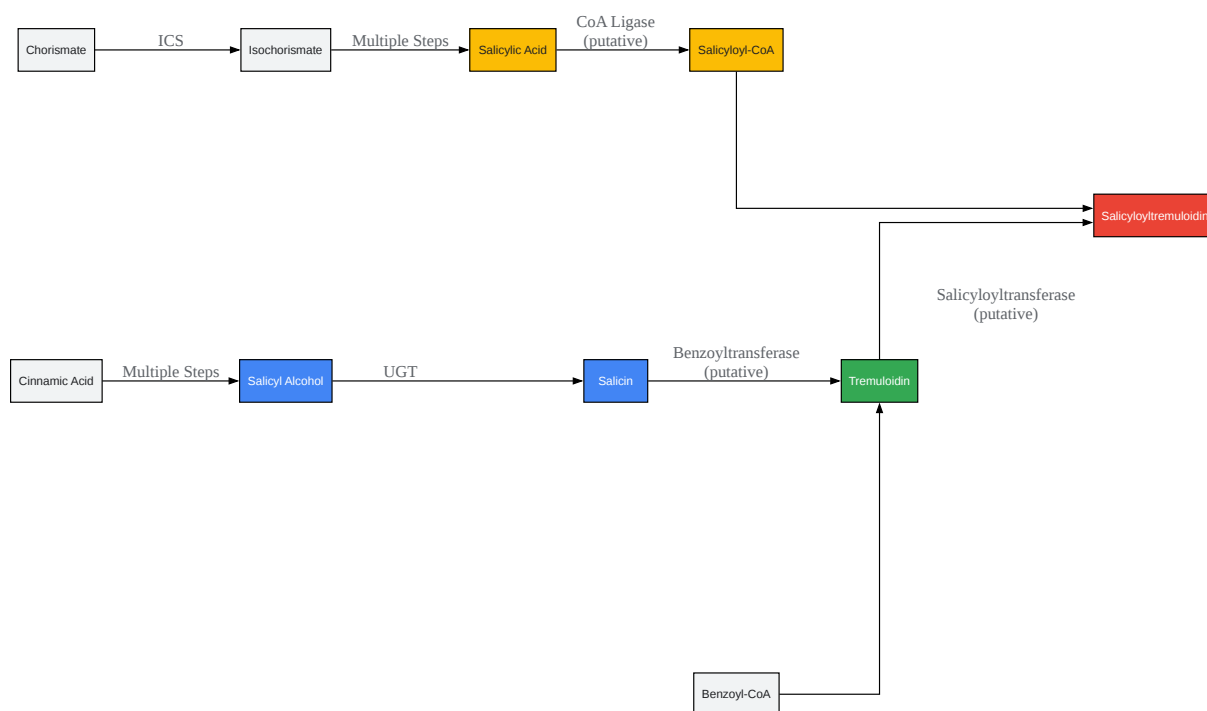 CoA Ligase
(putative)
Chorismate
ICS
Isochorismate
Multiple Steps
Salicylic Acid
Salicyloyl-CoA
Salicyloyltremuloidin
Salicyloyltransferase
(putative)
Benzoyltransferase
(putative)
Cinnamic Acid
Multiple Steps
Salicyl Alcohol
UGT
Salicin
Tremuloidin
Benzoyl-CoA